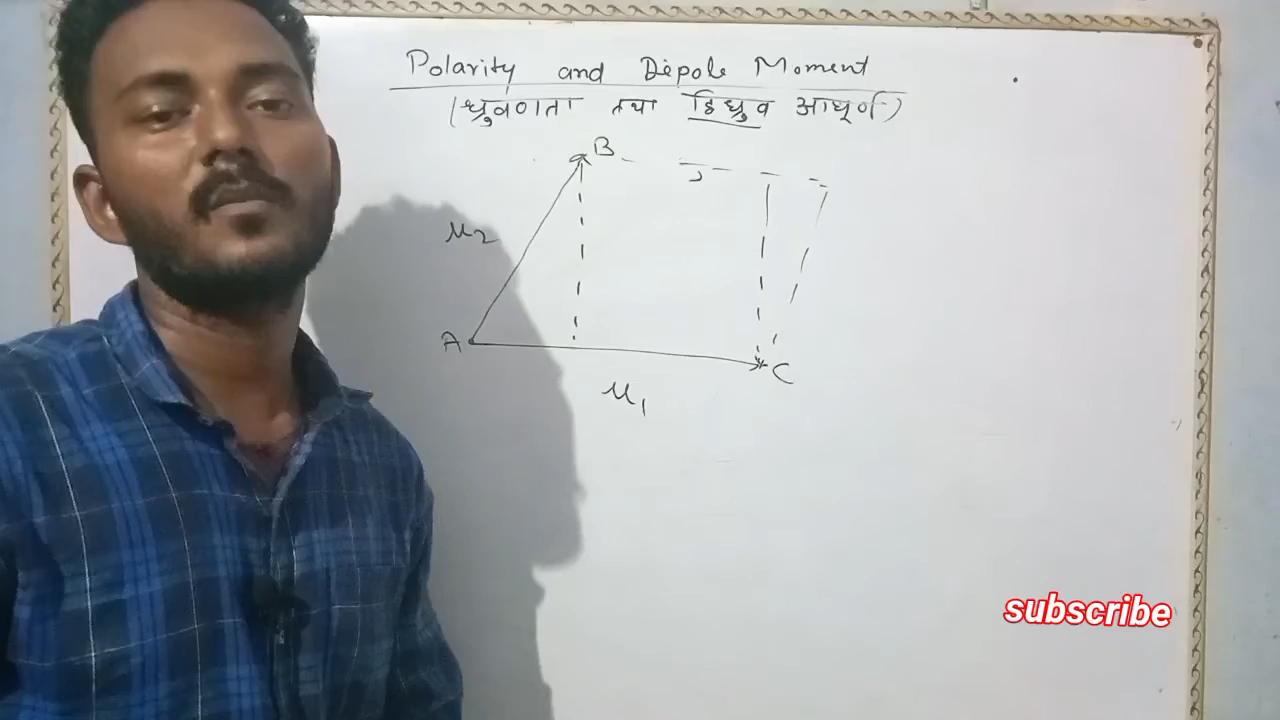 Polarity and Dipole Moment
(ध्रुवणता तथा द्विध्रुव आघूर्ण)
B
μ2
A
C
μ1
subscribe